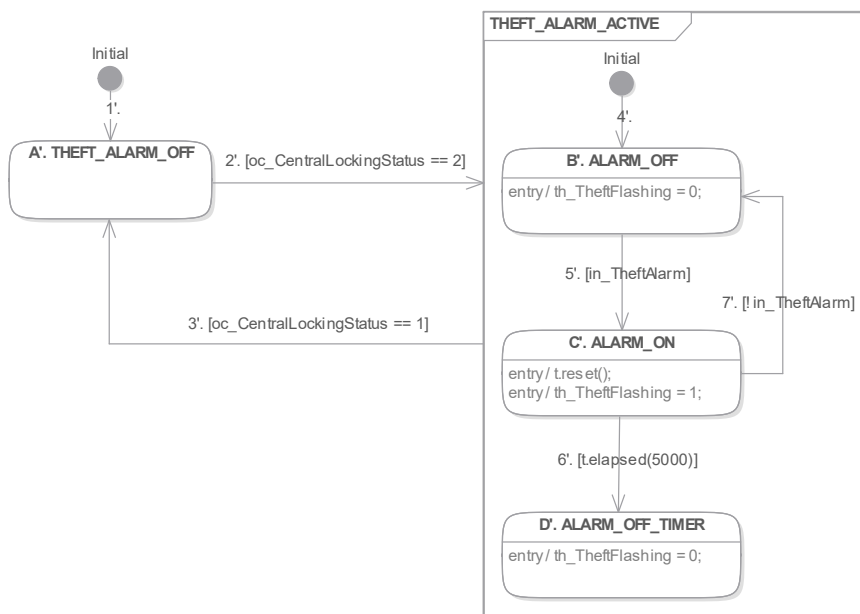 THEFT_ALARM_ACTIVE
Initial
1'.
A'. THEFT_ALARM_OFF
2'. [oc_CentralLockingStatus == 2]
3'. [oc_CentralLockingStatus == 1]
Initial
4'.
B'. ALARM_OFF
entry/ th_TheftFlashing = 0;
5'. [in_TheftAlarm]
7'. [! in_TheftAlarm]
C'. ALARM_ON
entry/ t.reset();
entry/ th_TheftFlashing = 1;
6'. [t.elapsed(5000)]
D'. ALARM_OFF_TIMER
entry/ th_TheftFlashing = 0;